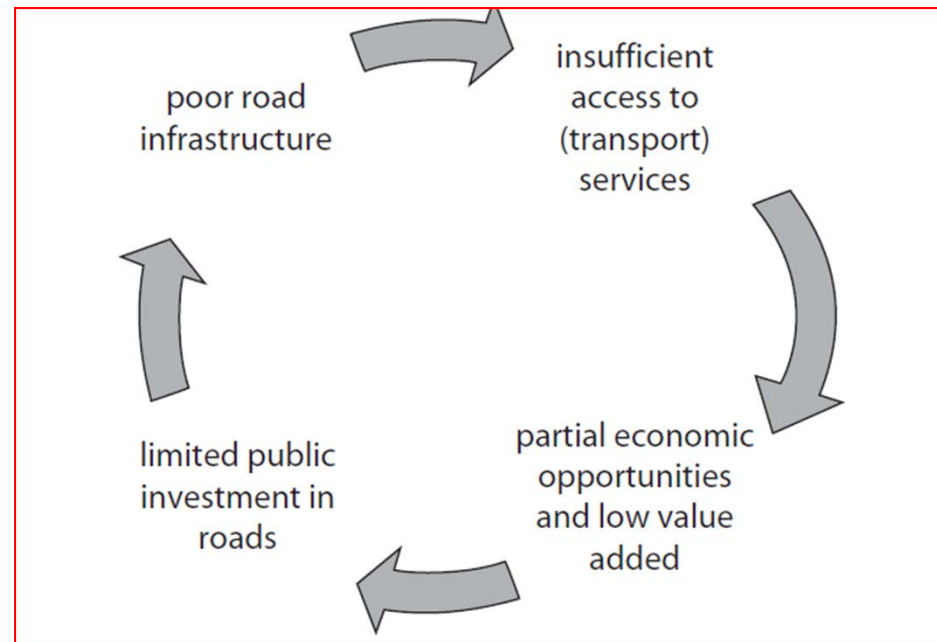 poor road
infrastructure
insufficient
access to
(transport)
services
partial economic
opportunities
and low value
added
limited public
investment in
roads